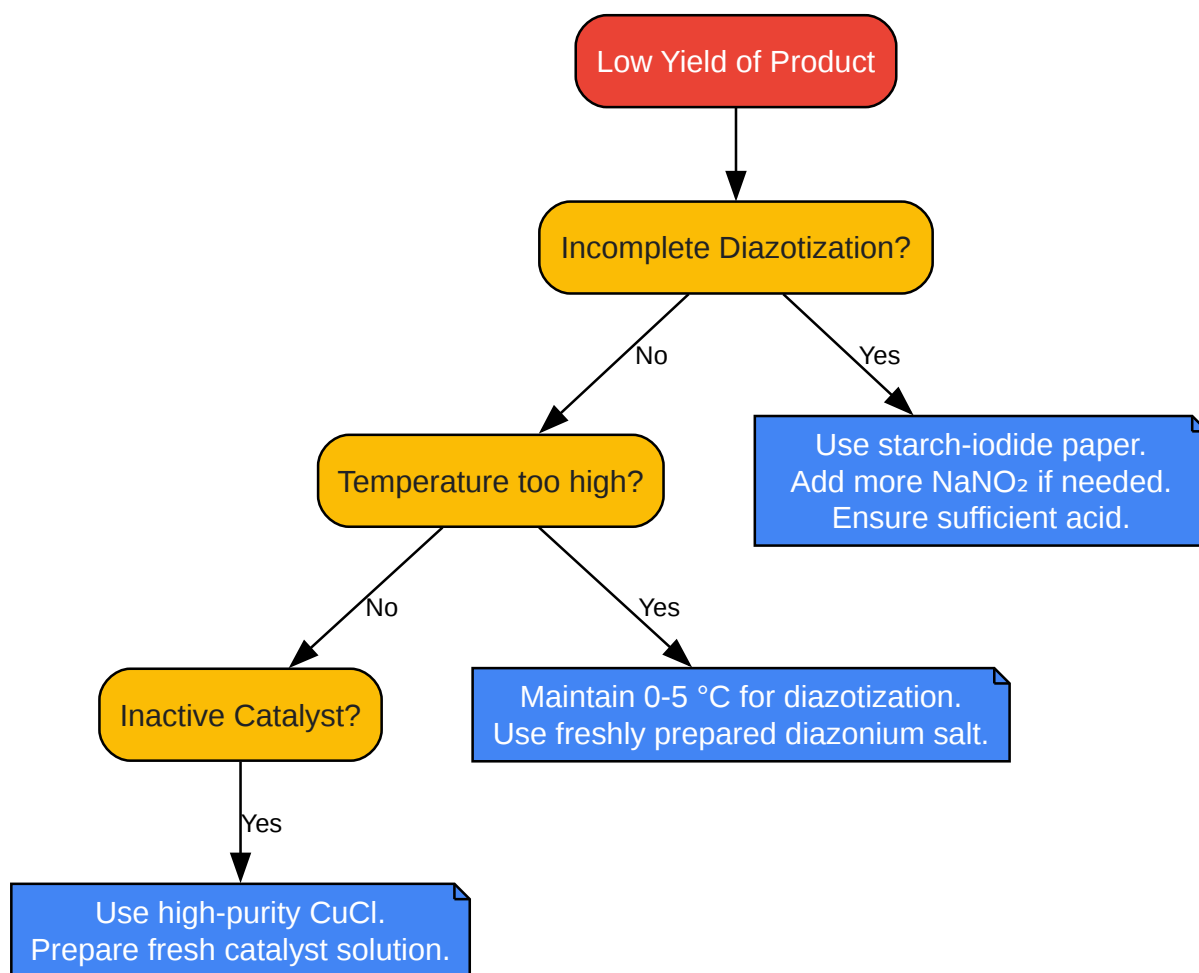 Low Yield of Product
Incomplete Diazotization?
No
Yes
Use starch-iodide paper.
Add more NaNO₂ if needed.
Ensure sufficient acid.
Temperature too high?
No
Yes
Maintain 0-5 °C for diazotization.
Use freshly prepared diazonium salt.
Inactive Catalyst?
Yes
Use high-purity CuCl.
Prepare fresh catalyst solution.